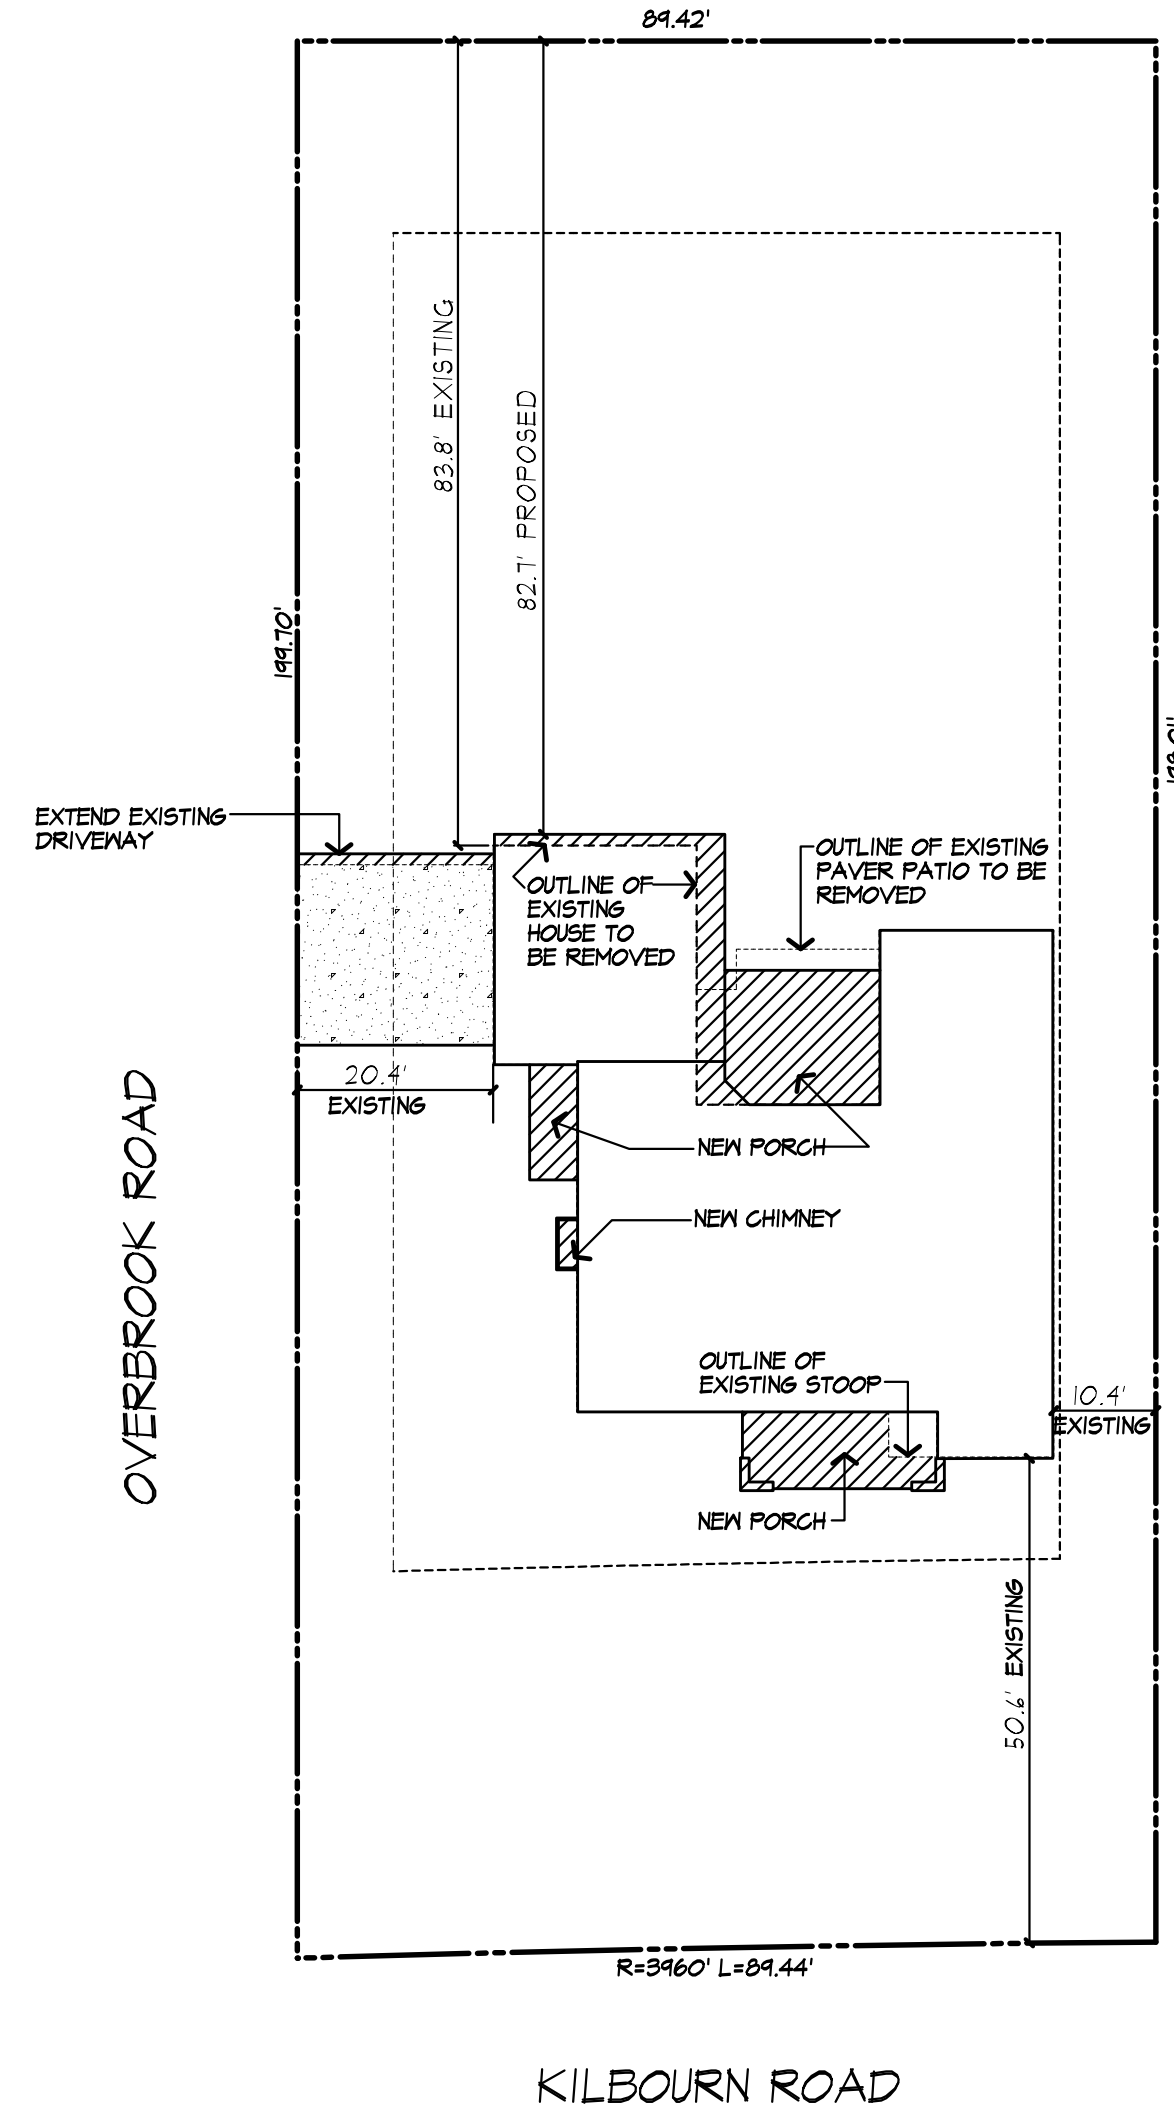 89.42'
83.8' EXISTING
82.7' PROPOSED
199.70'
EXTEND EXISTING
DRIVEWAY
OUTLINE OF EXISTING
PAVER PATIO TO BE
REMOVED
OUTLINE OF
EXISTING
HOUSE TO
BE REMOVED
20.4'
EXISTING
NEW PORCH
NEW CHIMNEY
OVERBROOK ROAD
OUTLINE OF
EXISTING STOOP
10.4'
EXISTING
NEW PORCH
50.6' EXISTING
R=3960' L=89.44'
KILBOURN ROAD